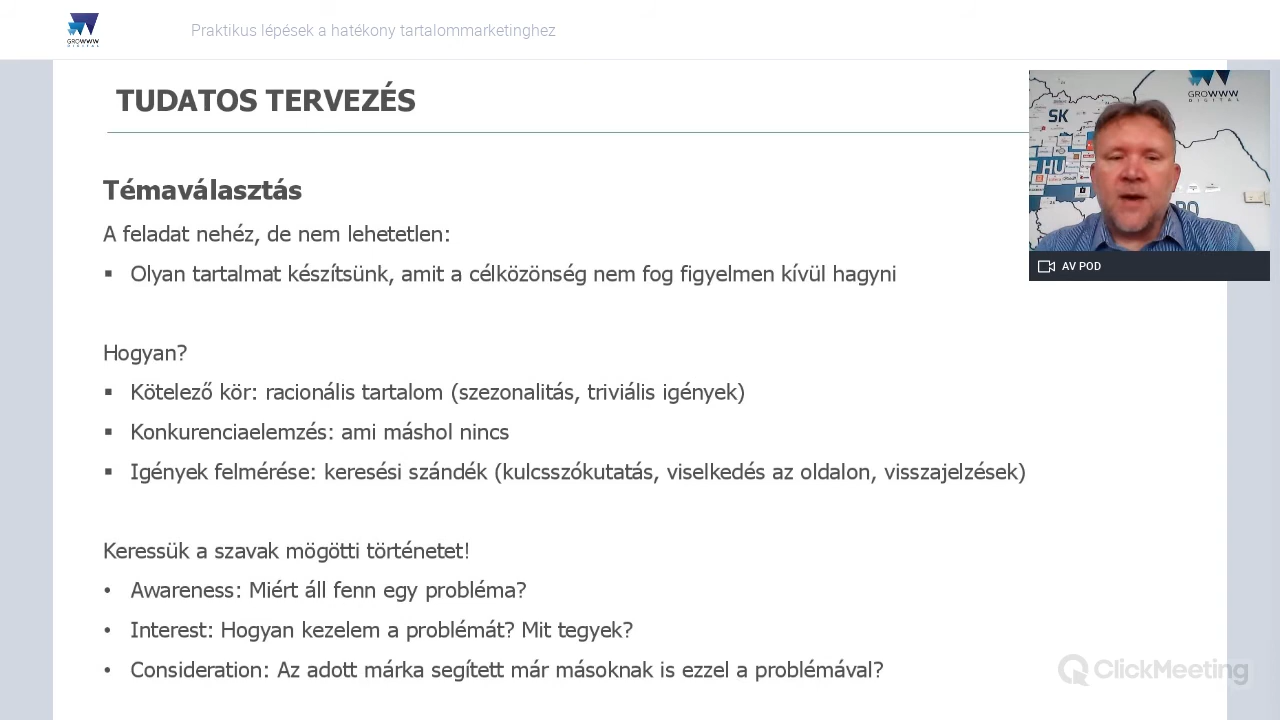 GROWWW
DIGITAL
Praktikus lépések a hatékony tartalommarketinghez
TUDATOS TERVEZÉS
GROWWW
DIGITAL
SK
HU
RO
AV POD
Témaválasztás
A feladat nehéz, de nem lehetetlen:
▪ Olyan tartalmat készítsünk, amit a célközönség nem fog figyelmen kívül hagyni
Hogyan?
▪ Kötelező kör: racionális tartalom (szezonalitás, triviális igények)
▪ Konkurenciaelemzés: ami máshol nincs
▪ Igények felmérése: keresési szándék (kulcsszókutatás, viselkedés az oldalon, visszajelzések)
Keressük a szavak mögötti történetet!
• Awareness: Miért áll fenn egy probléma?
• Interest: Hogyan kezelem a problémát? Mit tegyek?
• Consideration: Az adott márka segített már másoknak is ezzel a problémával?
ClickMeeting